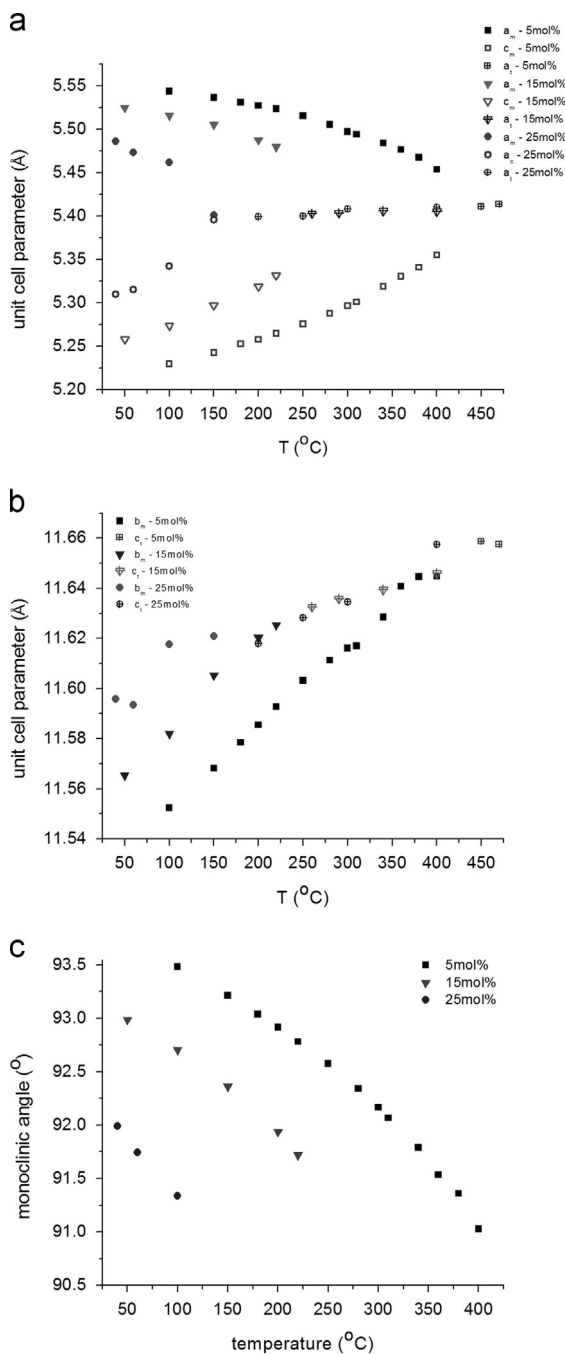 a
a_m - 5mol%
c_m - 5mol%
a_t - 5mol%
a_m - 15mol%
c_m - 15mol%
a_t - 15mol%
a_m - 25mol%
a_c - 25mol%
a_t - 25mol%
unit cell parameter (Å)
5.55
5.50
5.45
5.40
5.35
5.30
5.25
5.20
50 100 150 200 250 300 350 400 450
T (°C)
b
b_m - 5mol%
c_t - 5mol%
b_m - 15mol%
c_t - 15mol%
b_m - 25mol%
c_t - 25mol%
unit cell parameter (Å)
11.66
11.64
11.62
11.60
11.58
11.56
11.54
50 100 150 200 250 300 350 400 450
T (°C)
c
5mol%
15mol%
25mol%
monoclinic angle (°)
93.5
93.0
92.5
92.0
91.5
91.0
90.5
50 100 150 200 250 300 350 400
temperature (°C)